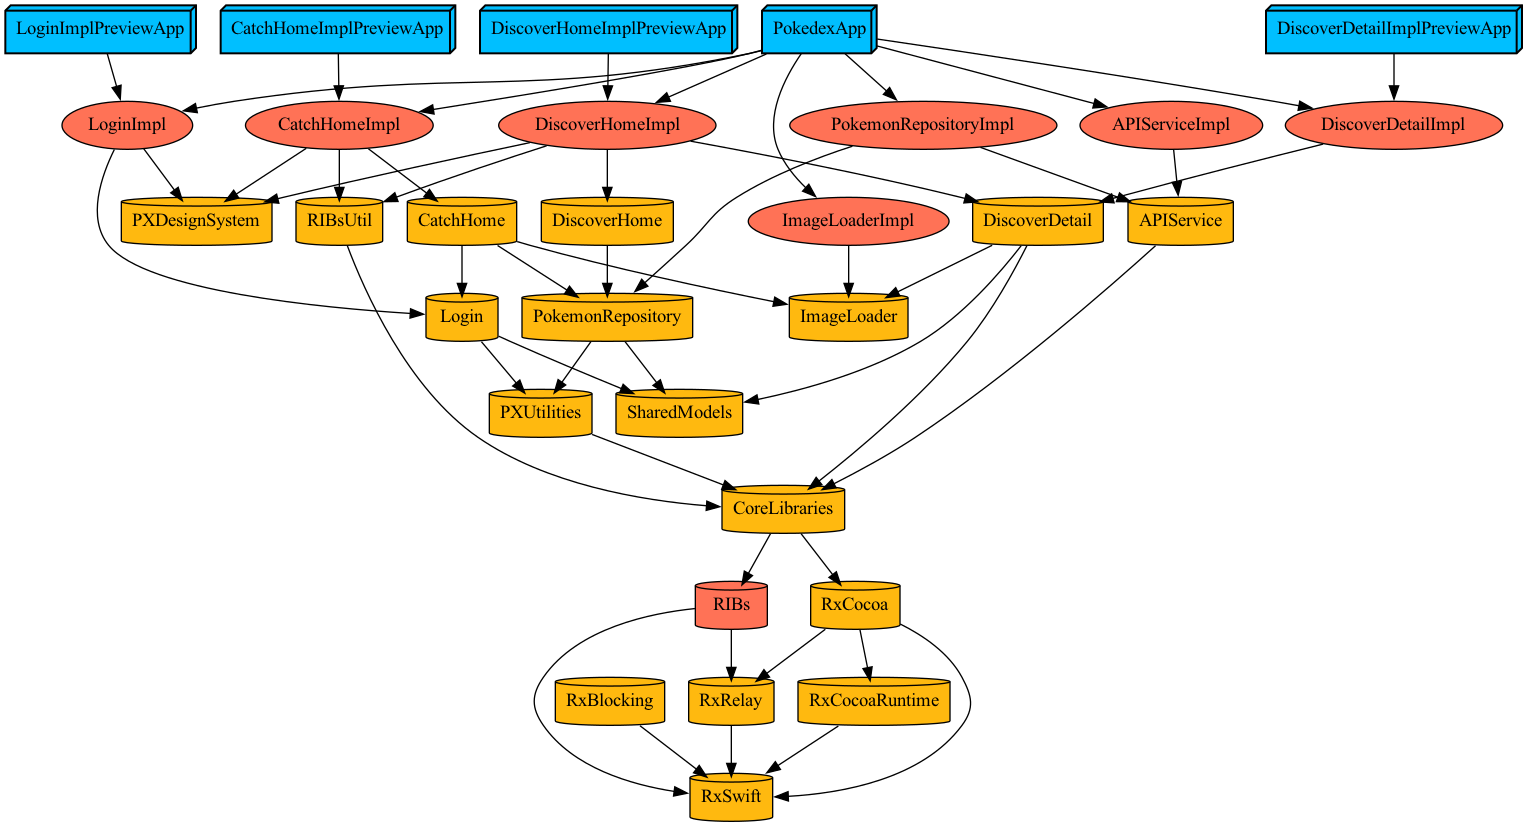 LoginImplPreviewApp
CatchHomeImplPreviewApp
DiscoverHomeImplPreviewApp
PokedexApp
DiscoverDetailImplPreviewApp
LoginImpl
CatchHomeImpl
DiscoverHomeImpl
PokemonRepositoryImpl
APIServiceImpl
DiscoverDetailImpl
PXDesignSystem
RIBsUtil
CatchHome
DiscoverHome
ImageLoaderImpl
DiscoverDetail
APIService
Login
PokemonRepository
ImageLoader
PXUtilities
SharedModels
CoreLibraries
RIBs
RxCocoa
RxBlocking
RxRelay
RxCocoaRuntime
RxSwift